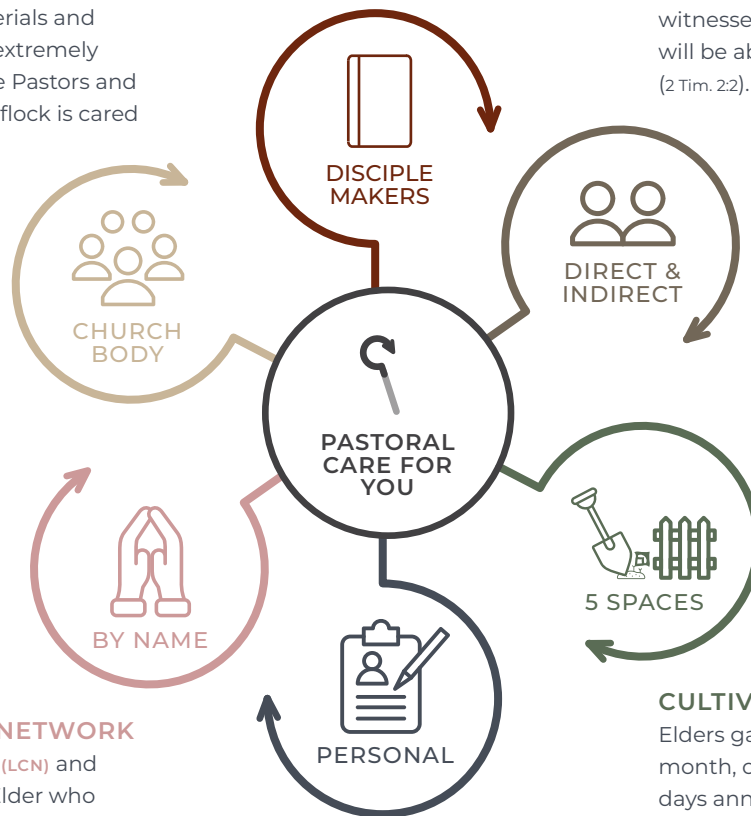 erials and
extremely
e Pastors and
flock is cared
witnesse
will be ab
(2 Tim. 2:2).
DISCIPLE
MAKERS
DIRECT &
INDIRECT
CHURCH
BODY
PASTORAL
CARE FOR
YOU
5 SPACES
BY NAME
PERSONAL
NETWORK
(LCN) and
Elder who
CULTIV
Elders ga
month, o
days ann